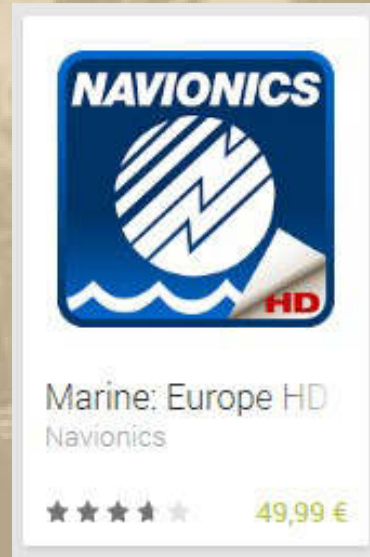 NAVIONICS
HD
Marine: Europe HD
Navionics
49,99 €